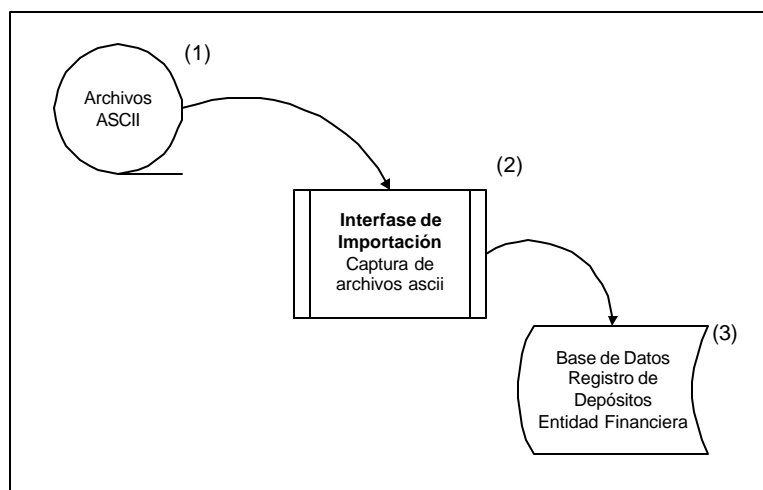 (1)
Archivos
ASCII
(2)
Interfase de
Importación
Captura de
archivos ascii
(3)
Base de Datos
Registro de
Depósitos
Entidad Financiera